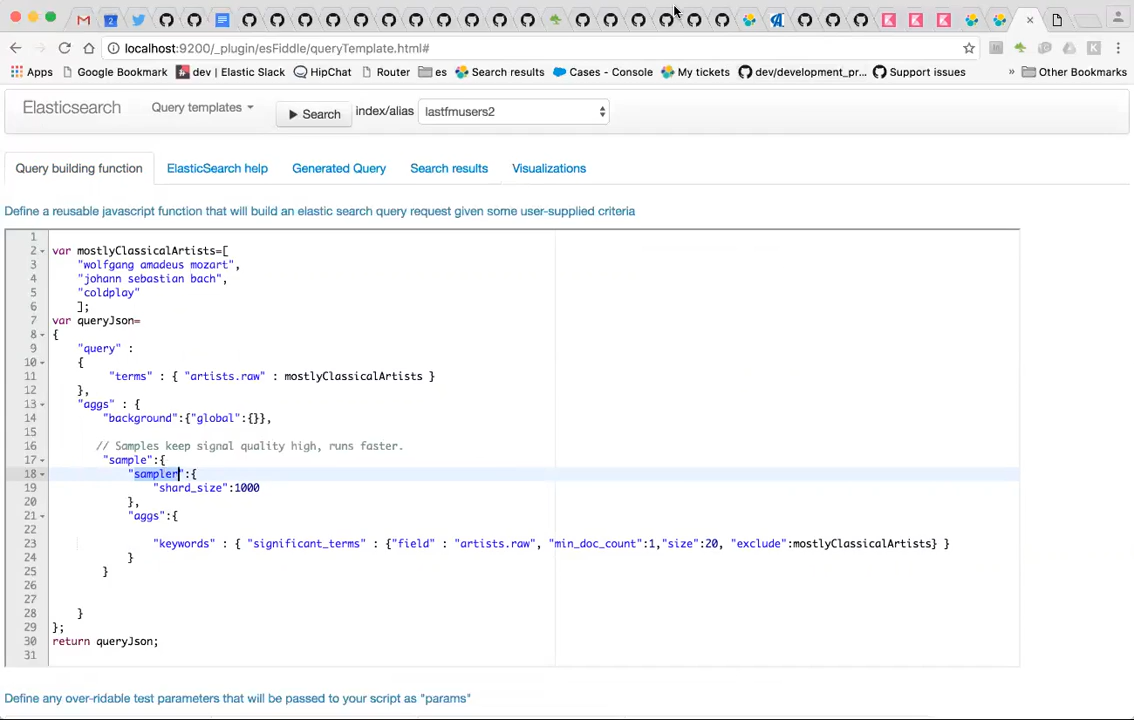 localhost:9200/_plugin/esFiddle/queryTemplate.html#
Apps Google Bookmark dev | Elastic Slack HipChat Router es Search results Cases - Console My tickets dev/development_pr... Support issues » Other Bookmarks
Elasticsearch Query templates Search index/alias lastfmusers2
Query building function ElasticSearch help Generated Query Search results Visualizations
Define a reusable javascript function that will build an elastic search query request given some user-supplied criteria
1
2 var mostlyClassicalArtists=[
3 "wolfgang amadeus mozart",
4 "johann sebastian bach",
5 "coldplay"
6 ];
7 var queryJson=
8 {
9 "query" :
10 {
11 "terms" : { "artists.raw" : mostlyClassicalArtists }
12 },
13 "aggs" : {
14 "background":{"global":{}},
15
16 // Samples keep signal quality high, runs faster.
17 "sample":{
18 "sampler":{
19 "shard_size":1000
20 },
21 "aggs":{
22
23 "keywords" : { "significant_terms" : {"field" : "artists.raw", "min_doc_count":1,"size":20, "exclude":mostlyClassicalArtists} }
24 }
25 }
26
27
28 }
29 };
30 return queryJson;
31
Define any over-ridable test parameters that will be passed to your script as "params"